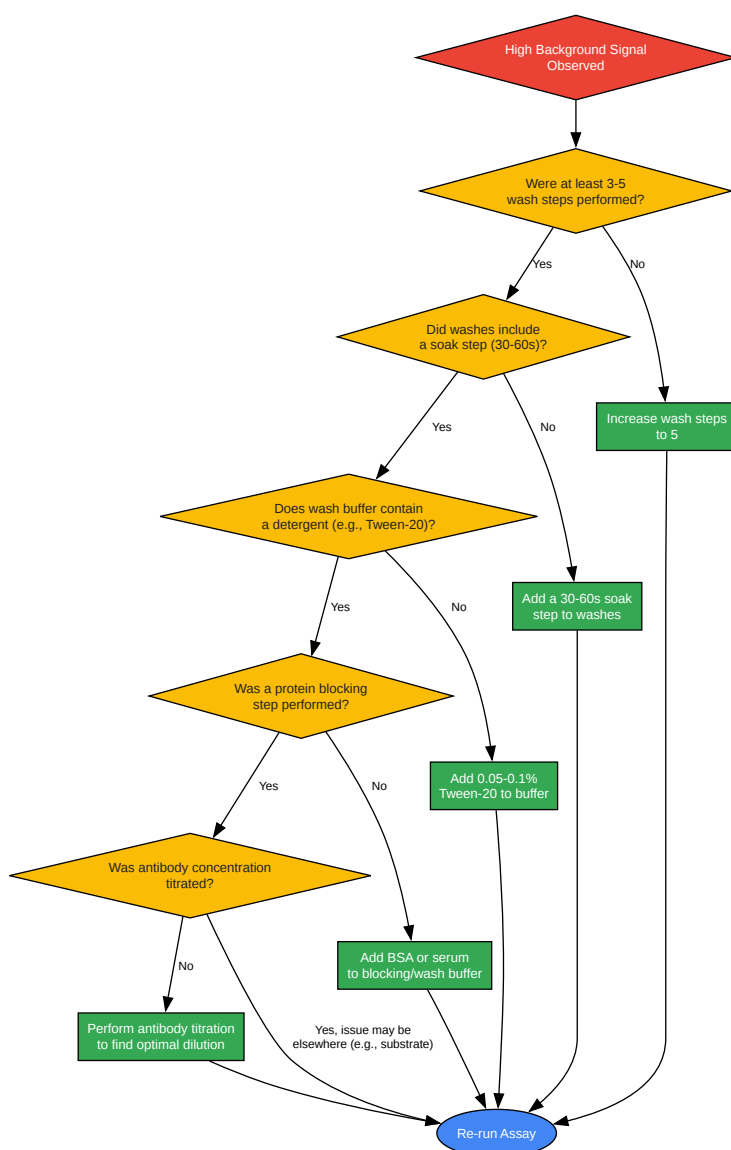 High Background Signal
Observed
Were at least 3-5
wash steps performed?
Yes
No
Did washes include
a soak step (30-60s)?
Increase wash steps
to 5
Yes
No
Does wash buffer contain
a detergent (e.g., Tween-20)?
Add a 30-60s soak
step to washes
Yes
No
Was a protein blocking
step performed?
Add 0.05-0.1%
Tween-20 to buffer
Yes
No
Was antibody concentration
titrated?
Add BSA or serum
to blocking/wash buffer
No
Perform antibody titration
to find optimal dilution
Yes, issue may be
elsewhere (e.g., substrate)
Re-run Assay